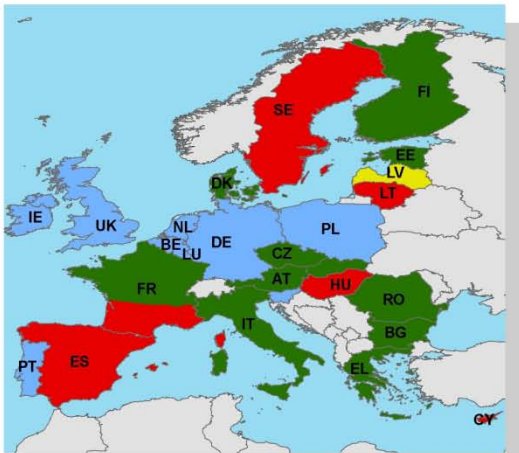 FI
SE
EE
LV
DK
LT
IE
UK
NL
BE
DE
PL
LU
CZ
AT
FR
HU
RO
IT
BG
PT
ES
EL
CY